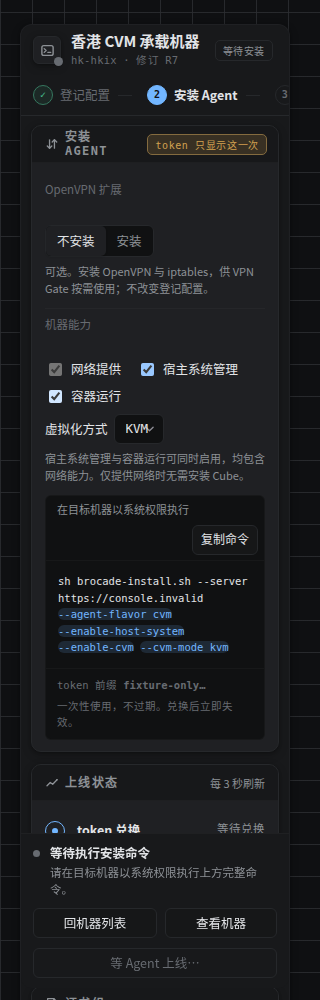 香港 CVM 承载机器
hk-hkix · 修订 R7
等待安装
✓ 登记配置 2 安装 Agent 3
安装
AGENT
token 只显示这一次
OpenVPN 扩展
不安装 安装
可选。安装 OpenVPN 与 iptables，供 VPN
Gate 按需使用；不改变登记配置。
机器能力
网络提供 宿主系统管理
容器运行
虚拟化方式 KVM
宿主系统管理与容器运行可同时启用，均包含
网络能力。仅提供网络时无需安装 Cube。
在目标机器以系统权限执行
复制命令
sh brocade-install.sh --server
https://console.invalid
--agent-flavor cvm
--enable-host-system
--enable-cvm --cvm-mode kvm
token 前缀 fixture-only…
一次性使用，不过期。兑换后立即失
效。
上线状态 每 3 秒刷新
token 兑换 等待兑换
等待执行安装命令
请在目标机器以系统权限执行上方完整命
令。
回机器列表 查看机器
等 Agent 上线…